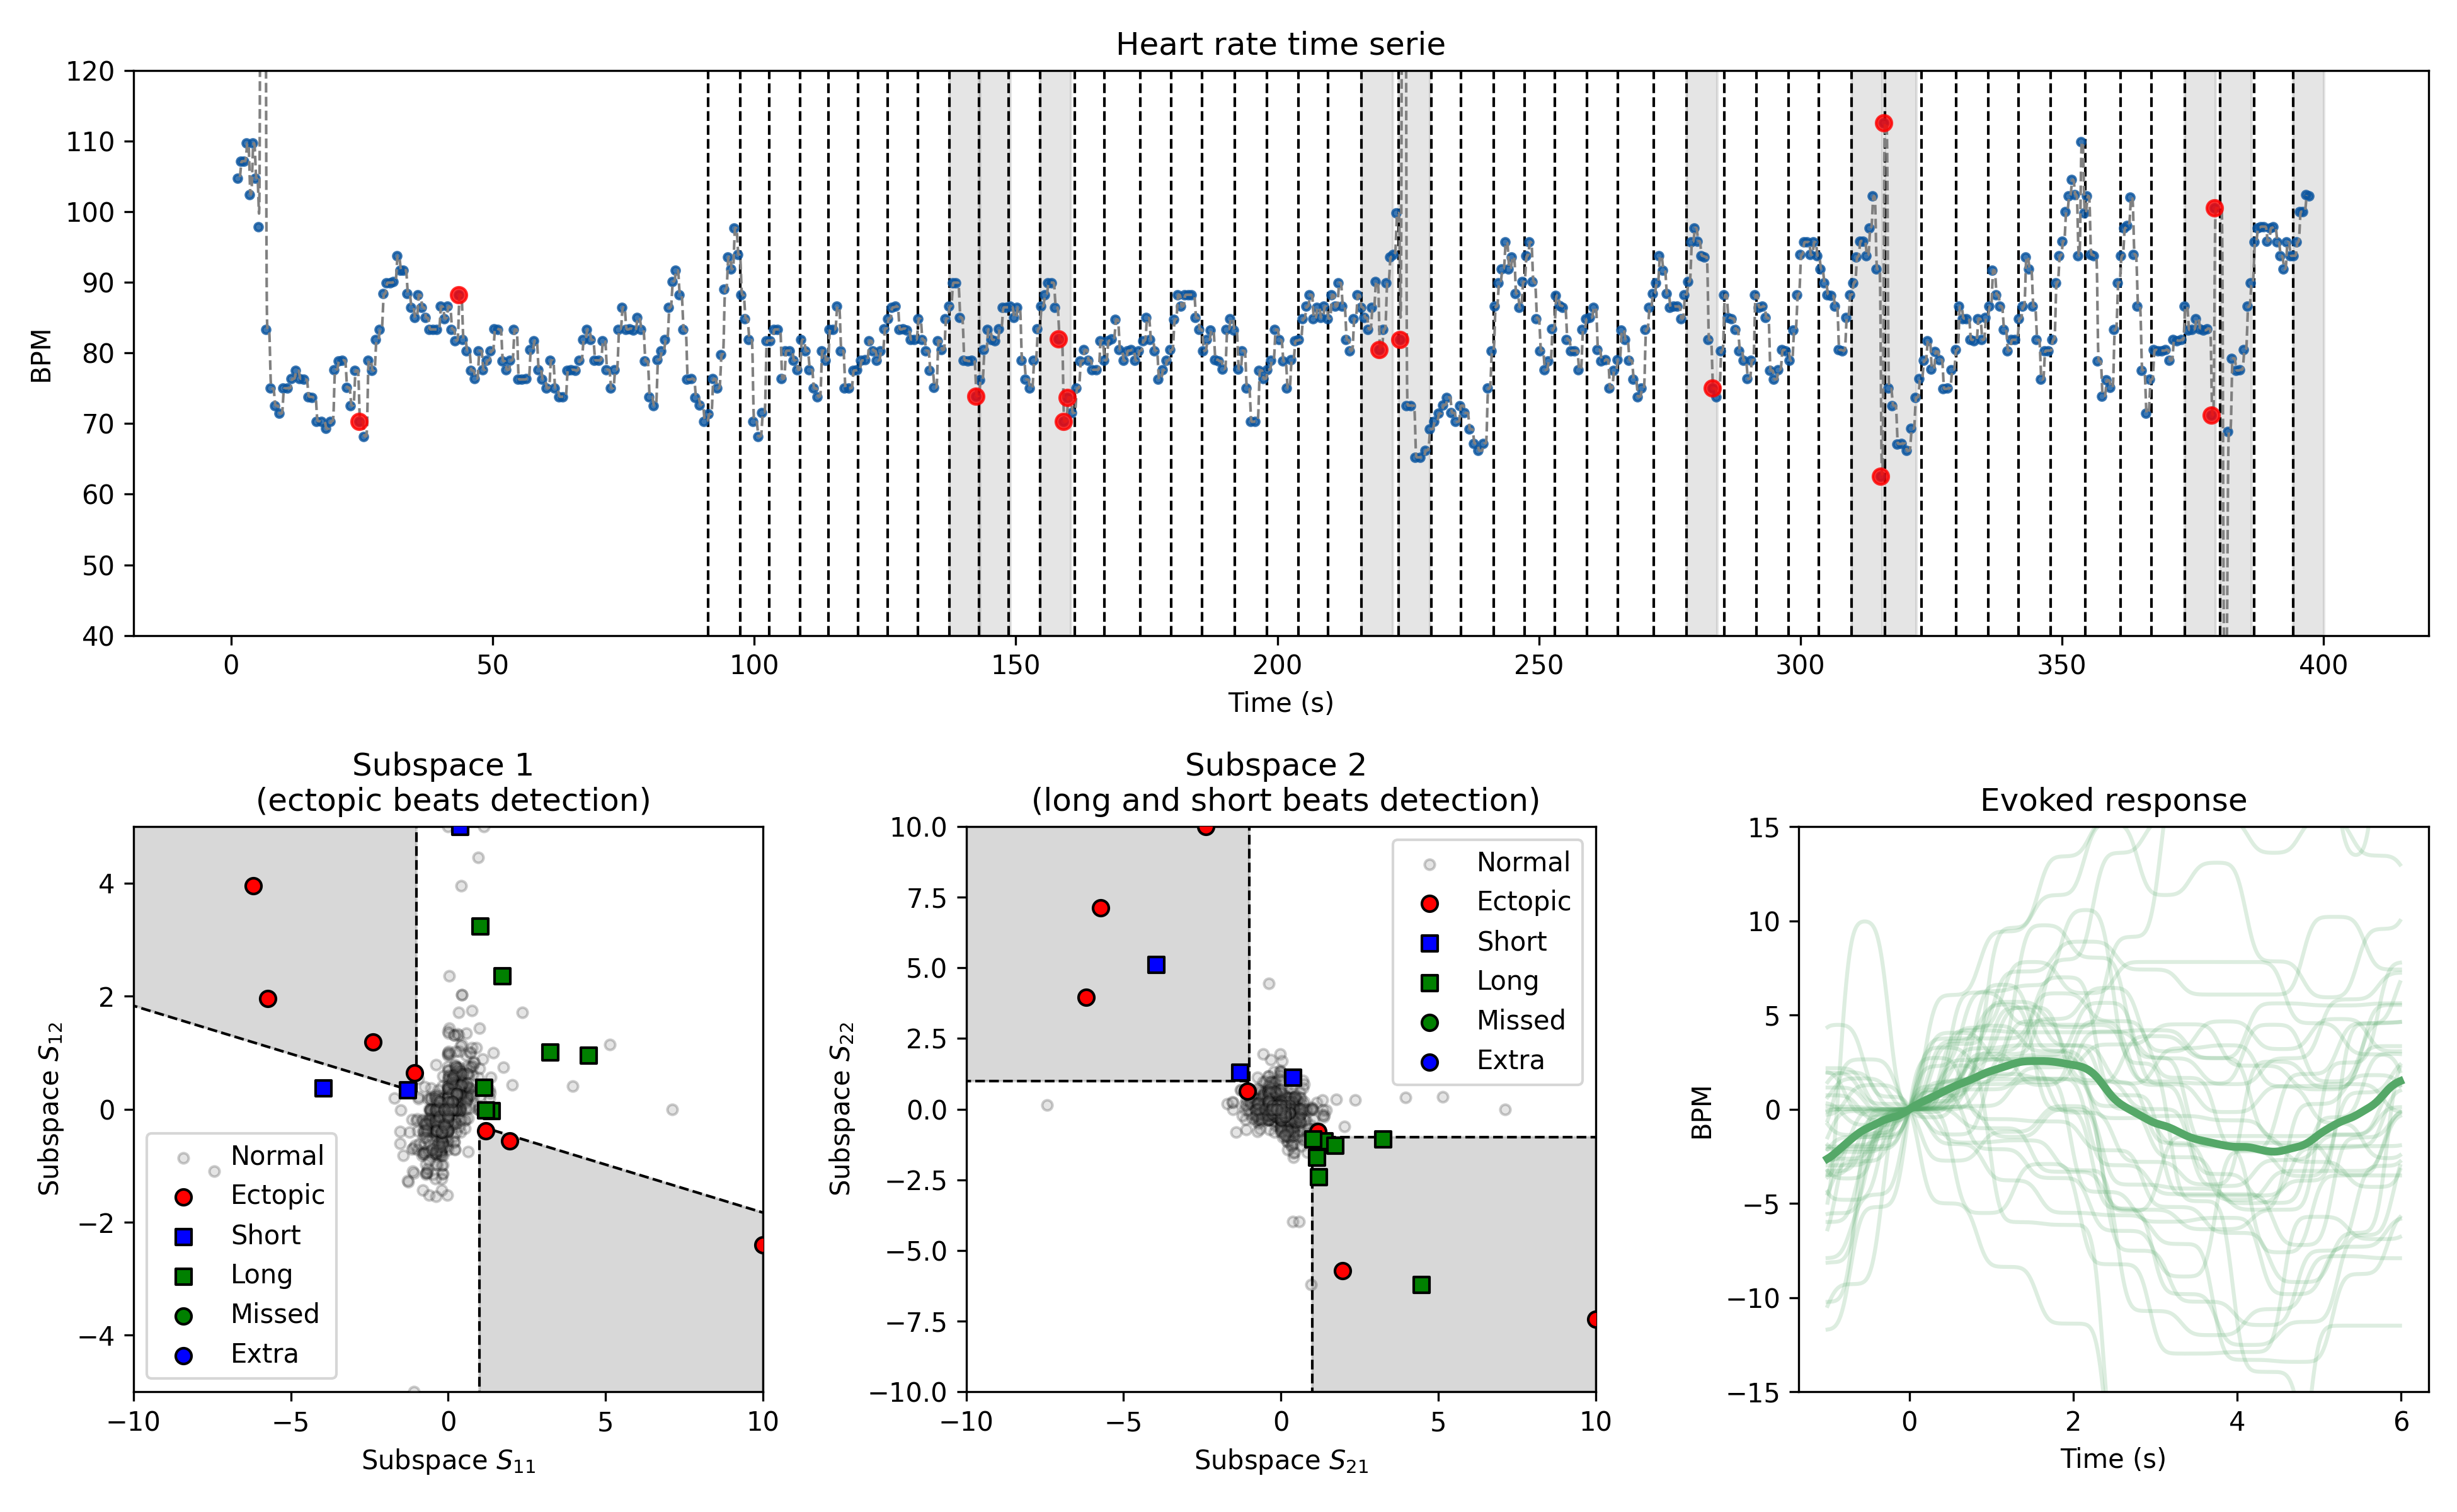 Heart rate time serie
120
110
100
90
80
70
60
50
40
BPM
0 50 100 150 200 250 300 350 400
Time (s)
Subspace 1
(ectopic beats detection)
4
2
0
−2
−4
Subspace S₁₂
Normal
Ectopic
Short
Long
Missed
Extra
−10 −5 0 5 10
Subspace S₁₁
Subspace 2
(long and short beats detection)
10.0
7.5
5.0
2.5
0.0
−2.5
−5.0
−7.5
−10.0
Subspace S₂₂
Normal
Ectopic
Short
Long
Missed
Extra
−10 −5 0 5 10
Subspace S₂₁
Evoked response
15
10
5
0
−5
−10
−15
BPM
0 2 4 6
Time (s)